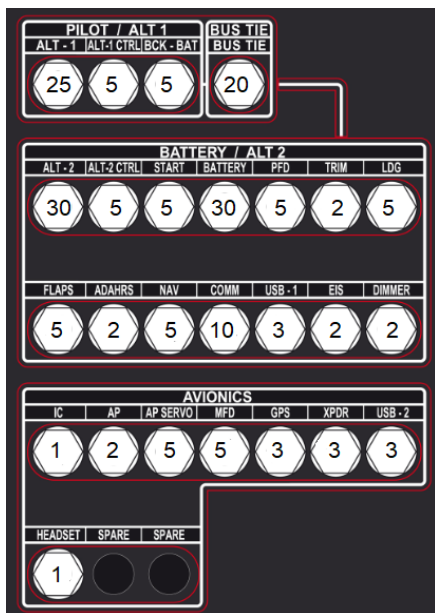 PILOT / ALT 1 BUS TIE
ALT - 1 ALT-1 CTRL BCK - BAT BUS TIE
25 5 5 20
BATTERY / ALT 2
ALT - 2 ALT-2 CTRL START BATTERY PFD TRIM LDG
30 5 5 30 5 2 5
FLAPS ADAHRS NAV COMM USB - 1 EIS DIMMER
5 2 5 10 3 2 2
AVIONICS
IC AP AP SERVO MFD GPS XPDR USB - 2
1 2 5 5 3 3 3
HEADSET SPARE SPARE
1